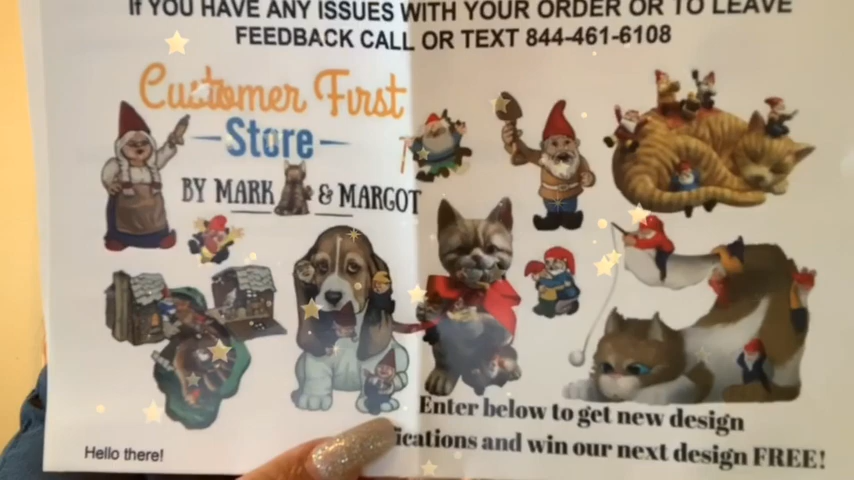 If YOU HAVE ANY ISSUES WITH YOUR ORDER OR TO LEAVE
FEEDBACK CALL OR TEXT 844-461-6108
Customer First
Store
BY MARK & MARGOT
Enter below to get new design
ications and win our next design FREE!
Hello there!